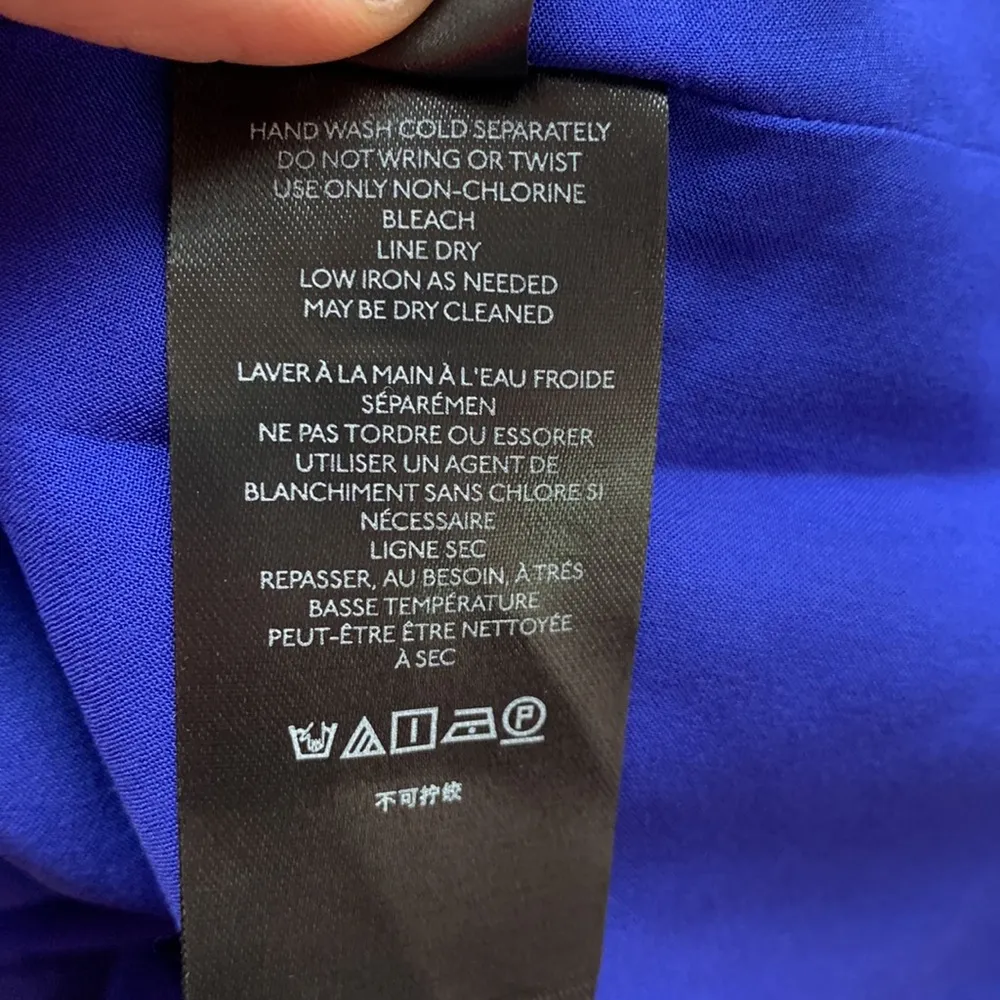 HAND WASH COLD SEPARATELY
DO NOT WRING OR TWIST
USE ONLY NON-CHLORINE
BLEACH
LINE DRY
LOW IRON AS NEEDED
MAY BE DRY CLEANED
LAVER À LA MAIN À L'EAU FROIDE
SÉPARÉMEN
NE PAS TORDRE OU ESSORER
UTILISER UN AGENT DE
BLANCHIMENT SANS CHLORE SI
NÉCESSAIRE
LIGNE SEC
REPASSER, AU BESOIN, À TRÉS
BASSE TEMPÉRATURE
PEUT-ÊTRE ÊTRE NETTOYÉE
À SEC
P
不可拧绞